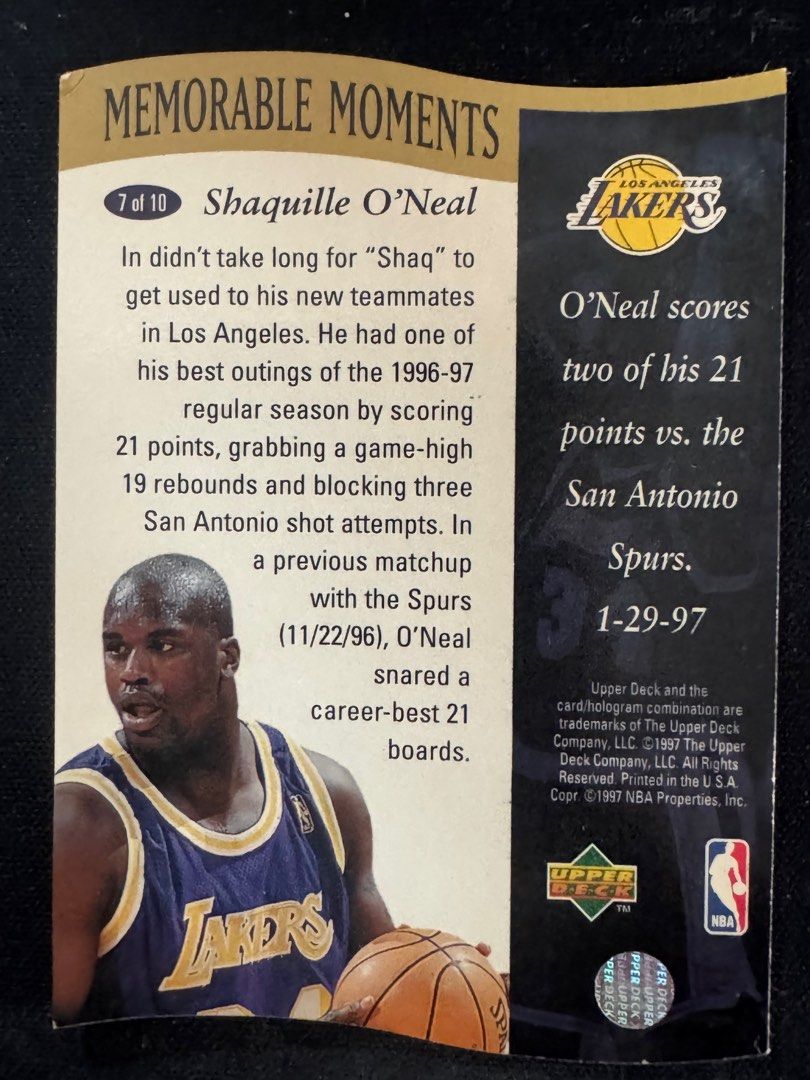 MEMORABLE MOMENTS
7 of 10
Shaquille O'Neal
In didn't take long for "Shaq" to
get used to his new teammates
in Los Angeles. He had one of
his best outings of the 1996-97
regular season by scoring
21 points, grabbing a game-high
19 rebounds and blocking three
San Antonio shot attempts. In
a previous matchup
with the Spurs
(11/22/96), O'Neal
snared a
career-best 21
boards.
LAKERS
LOS ANGELES
LAKERS
O'Neal scores
two of his 21
points vs. the
San Antonio
Spurs.
1-29-97
Upper Deck and the
card/hologram combination are
trademarks of The Upper Deck
Company, LLC. ©1997 The Upper
Deck Company, LLC. All Rights
Reserved. Printed in the U.S.A.
Copr. ©1997 NBA Properties, Inc.
UPPER
DECK
TM
NBA
UPPER DECK